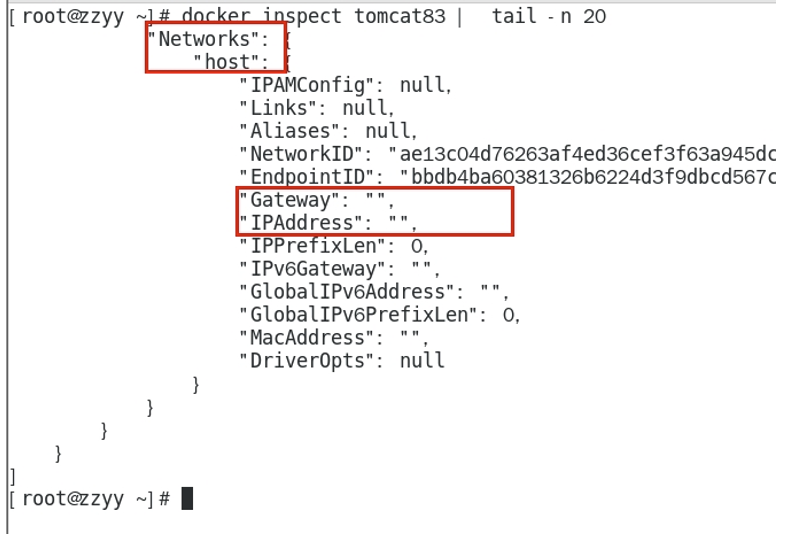 [root@zzyy ~]# docker inspect tomcat83 | tail -n 20
"Networks": {
"host": {
"IPAMConfig": null,
"Links": null,
"Aliases": null,
"NetworkID": "ae13c04d76263af4ed36cef3f63a945dc
"EndpointID": "bbdb4ba60381326b6224d3f9dbcd567c
"Gateway": "",
"IPAddress": "",
"IPPrefixLen": 0,
"IPv6Gateway": "",
"GlobalIPv6Address": "",
"GlobalIPv6PrefixLen": 0,
"MacAddress": "",
"DriverOpts": null
}
}
}
}
]
[root@zzyy ~]#